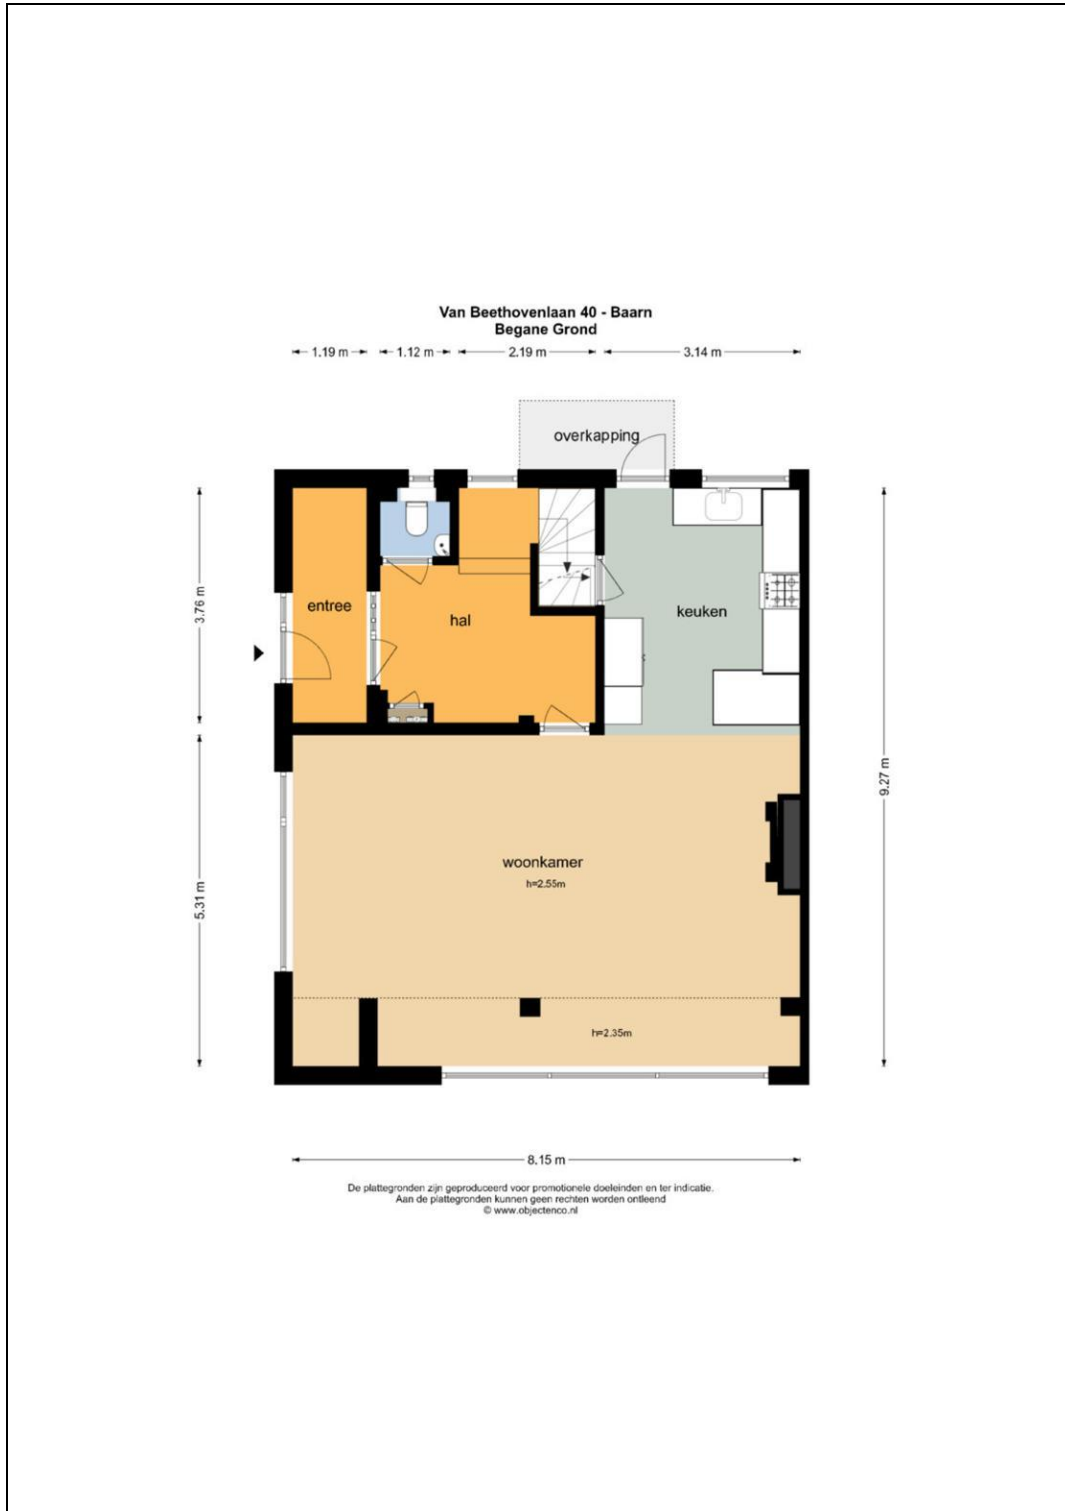 Van Beethovenlaan 40 - Baarn
Begane Grond
1.19 m 1.12 m 2.19 m 3.14 m
overkapping
entree
hal
keuken
3.76 m
9.27 m
woonkamer
h=2.55m
5.31 m
h=2.35m
8.15 m
De plattegronden zijn geproduceerd voor promotionele doeleinden en ter indicatie.
Aan de plattegronden kunnen geen rechten worden ontleend
© www.objectenco.nl